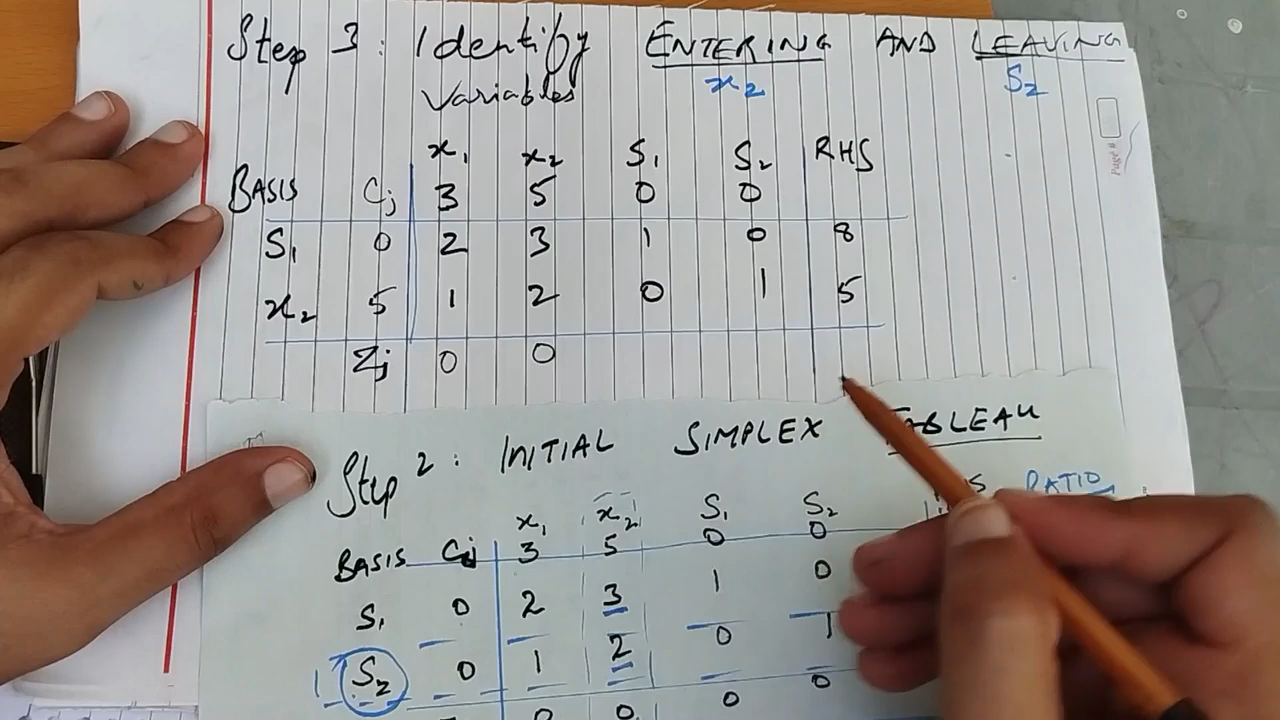 Step 3: Identify ENTERING AND LEAVING
Variables x₂ S₂
x₁ x₂ S₁ S₂ RHS
BASIS Cj 3 5 0 0
S₁ 0 2 3 1 0 8
x₂ 5 1 2 0 1 5
Zj 0 0
Step 2: INITIAL SIMPLEX TABLEAU
x₁ x₂ S₁ S₂ RATIO
BASIS Cj 3 5 0 0
S₁ 0 2 3 1 0
S₂ 0 1 2 0 1
0 0 0 0